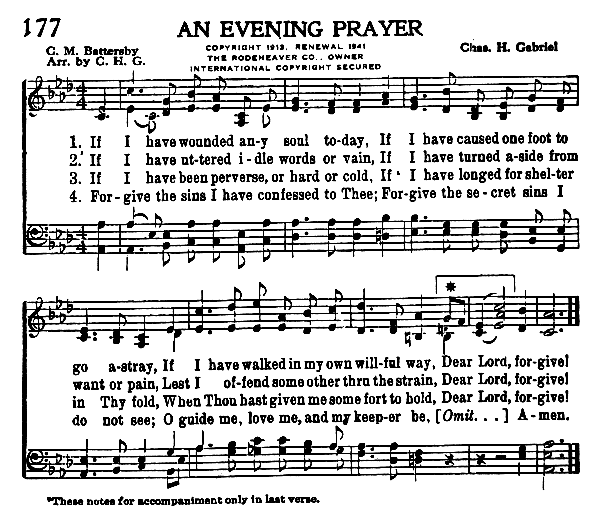 177 AN EVENING PRAYER
C. M. Battersby
Arr. by C. H. G.
COPYRIGHT 1913. RENEWAL 1941
THE RODEHEAVER CO., OWNER
INTERNATIONAL COPYRIGHT SECURED
Chas. H. Gabriel
1. If I have wounded an-y soul to-day, If I have caused one foot to
2. If I have ut-tered i-dle words or vain, If I have turned a-side from
3. If I have been perverse, or hard or cold, If I have longed for shel-ter
4. For-give the sins I have confessed to Thee; For-give the se-cret sins I
*
go a-stray, If I have walked in my own will-ful way, Dear Lord, for-give!
want or pain, Lest I of-fend some other thru the strain, Dear Lord, for-give!
in Thy fold, When Thou hast given me some fort to hold, Dear Lord, for-give!
do not see; O guide me, love me, and my keep-er be, [Omit. . .] A-men.
*These notes for accompaniment only in last verse.